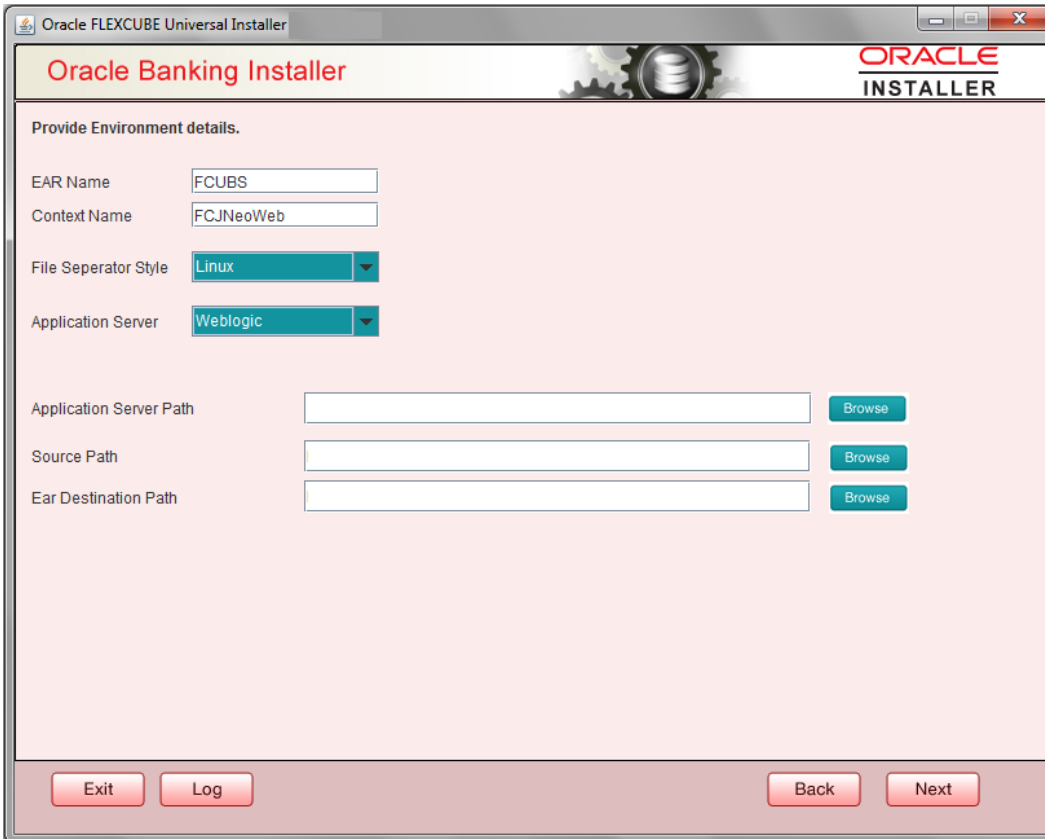 Oracle FLEXCUBE Universal Installer
Oracle Banking Installer
ORACLE
INSTALLER
Provide Environment details.
EAR Name FCUBS
Context Name FCJNeoWeb
File Seperator Style Linux
Application Server Weblogic
Application Server Path Browse
Source Path Browse
Ear Destination Path Browse
Exit Log Back Next